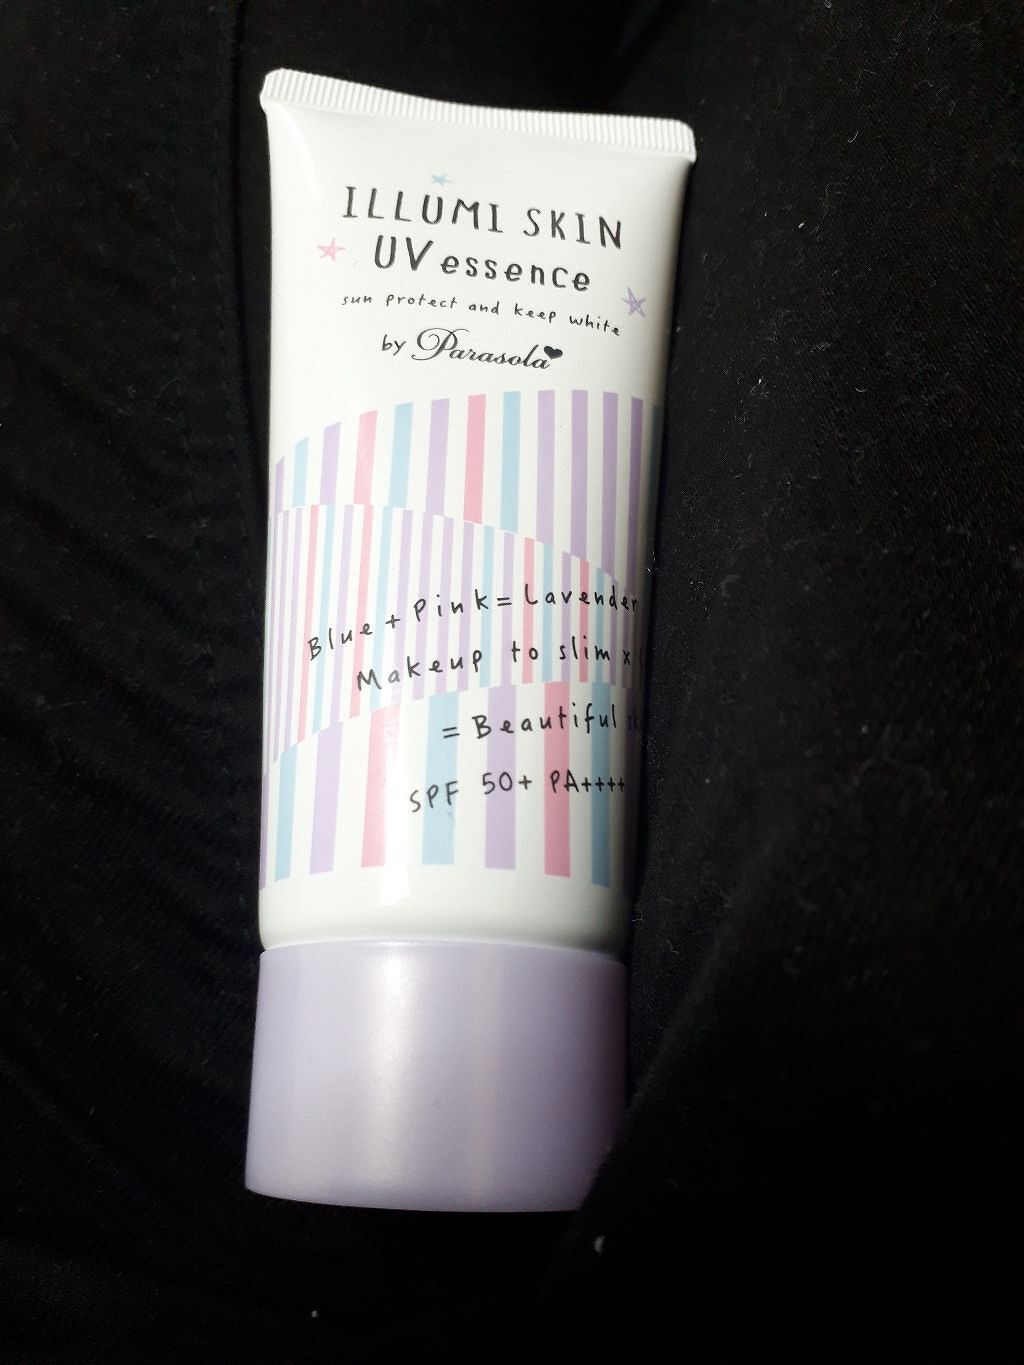 ILLUMI SKIN
UV essence
sun protect and keep white
by Parasola
Blue + Pink = Lavender
Makeup to slim x
= Beautiful
SPF 50+ PA++++